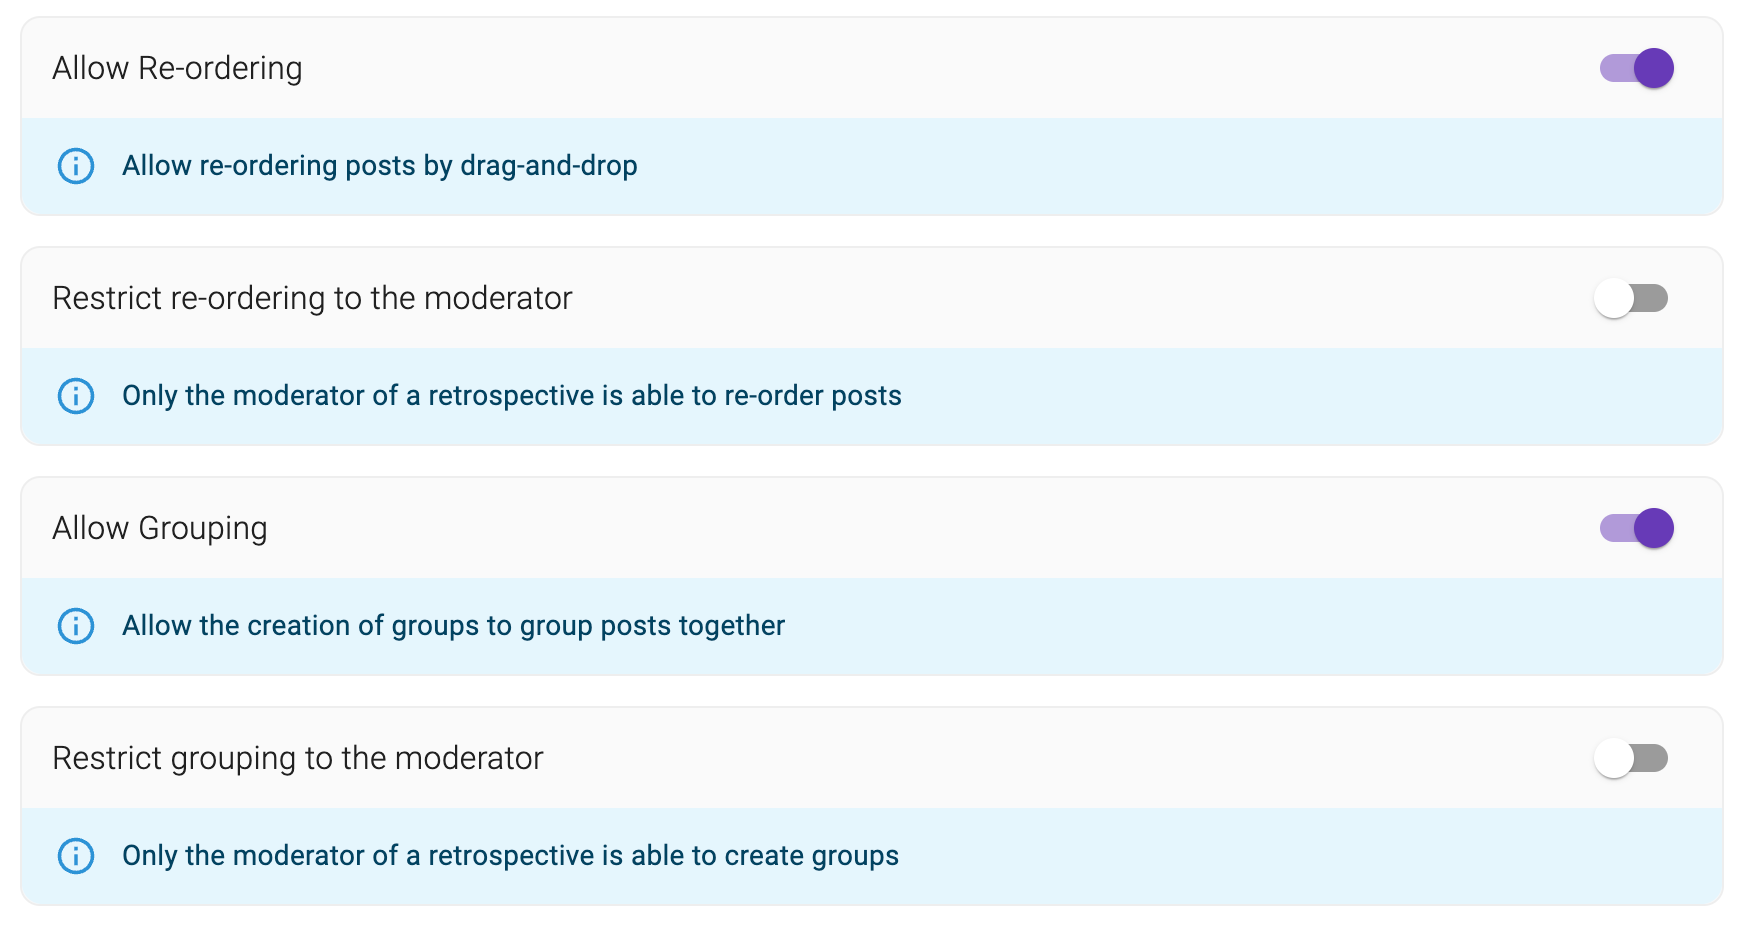 Allow Re-ordering
Allow re-ordering posts by drag-and-drop
Restrict re-ordering to the moderator
Only the moderator of a retrospective is able to re-order posts
Allow Grouping
Allow the creation of groups to group posts together
Restrict grouping to the moderator
Only the moderator of a retrospective is able to create groups